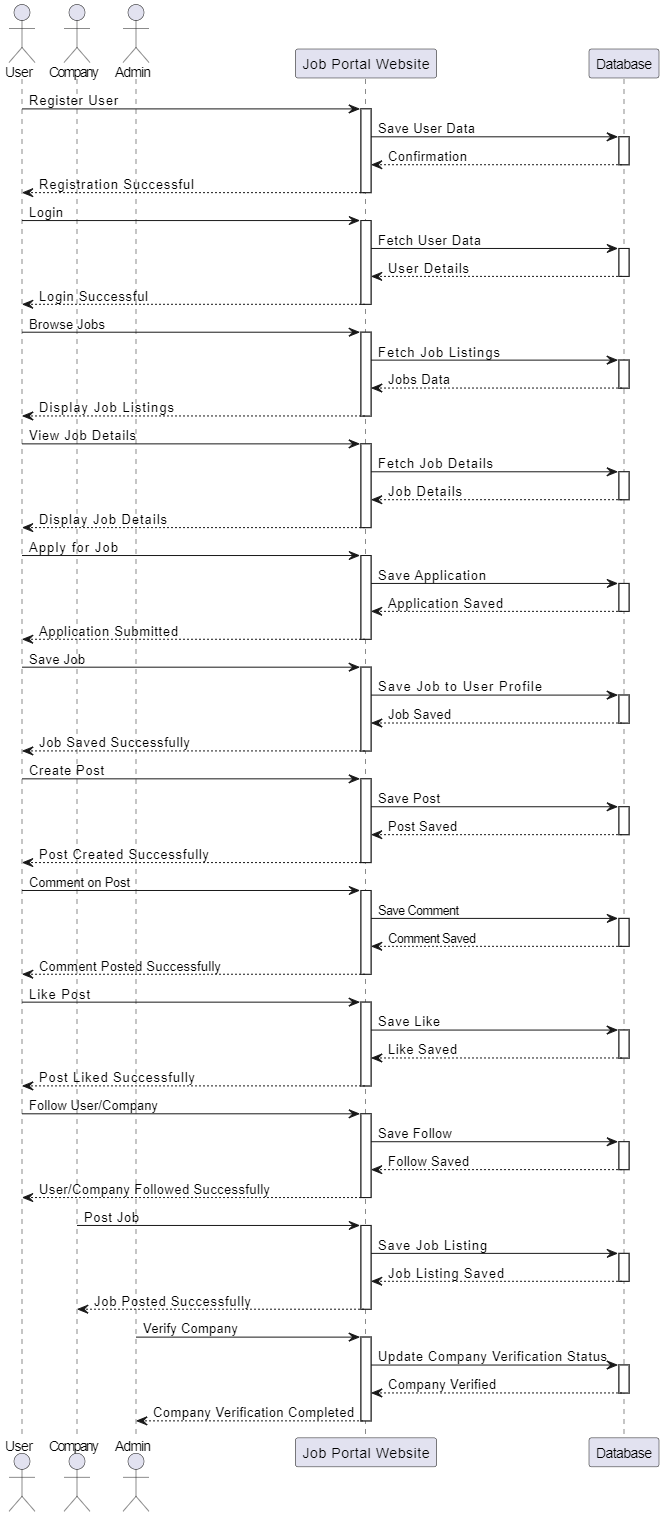 User Company Admin
Job Portal Website Database
Register User
Save User Data
Confirmation
Registration Successful
Login
Fetch User Data
User Details
Login Successful
Browse Jobs
Fetch Job Listings
Jobs Data
Display Job Listings
View Job Details
Fetch Job Details
Job Details
Display Job Details
Apply for Job
Save Application
Application Saved
Application Submitted
Save Job
Save Job to User Profile
Job Saved
Job Saved Successfully
Create Post
Save Post
Post Saved
Post Created Successfully
Comment on Post
Save Comment
Comment Saved
Comment Posted Successfully
Like Post
Save Like
Like Saved
Post Liked Successfully
Follow User/Company
Save Follow
Follow Saved
User/Company Followed Successfully
Post Job
Save Job Listing
Job Listing Saved
Job Posted Successfully
Verify Company
Update Company Verification Status
Company Verified
Company Verification Completed
User Company Admin
Job Portal Website Database